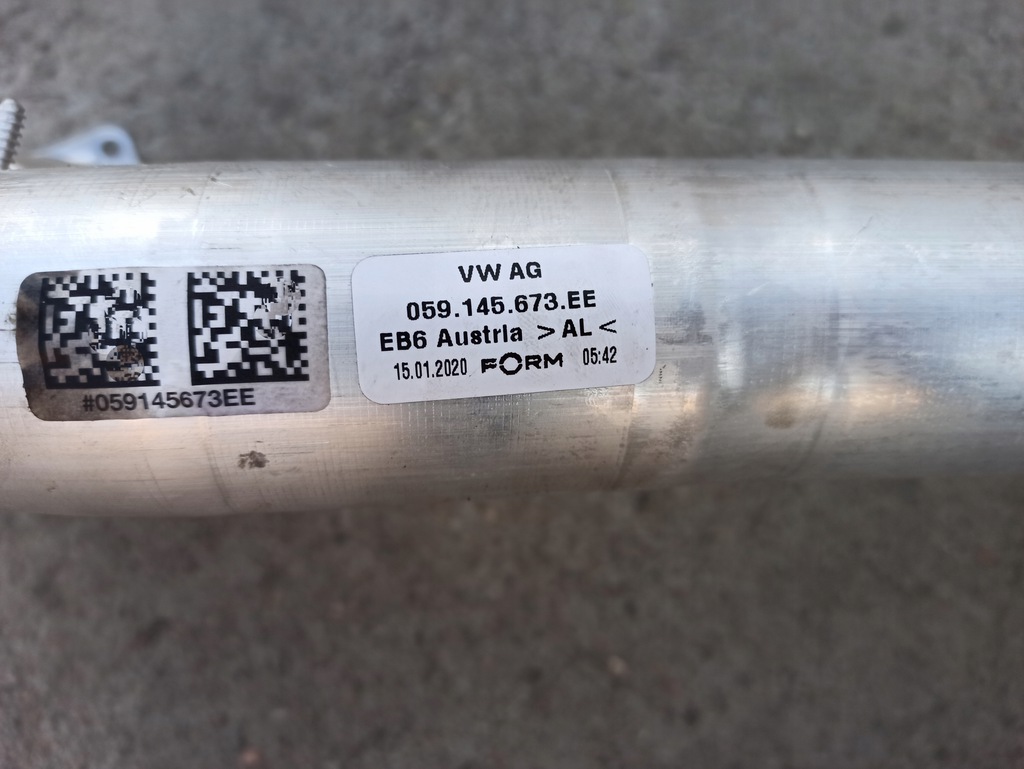 #059145673EE
VW AG
059.145.673.EE
EB6 Austria >AL<
15.01.2020 FORM 05:42